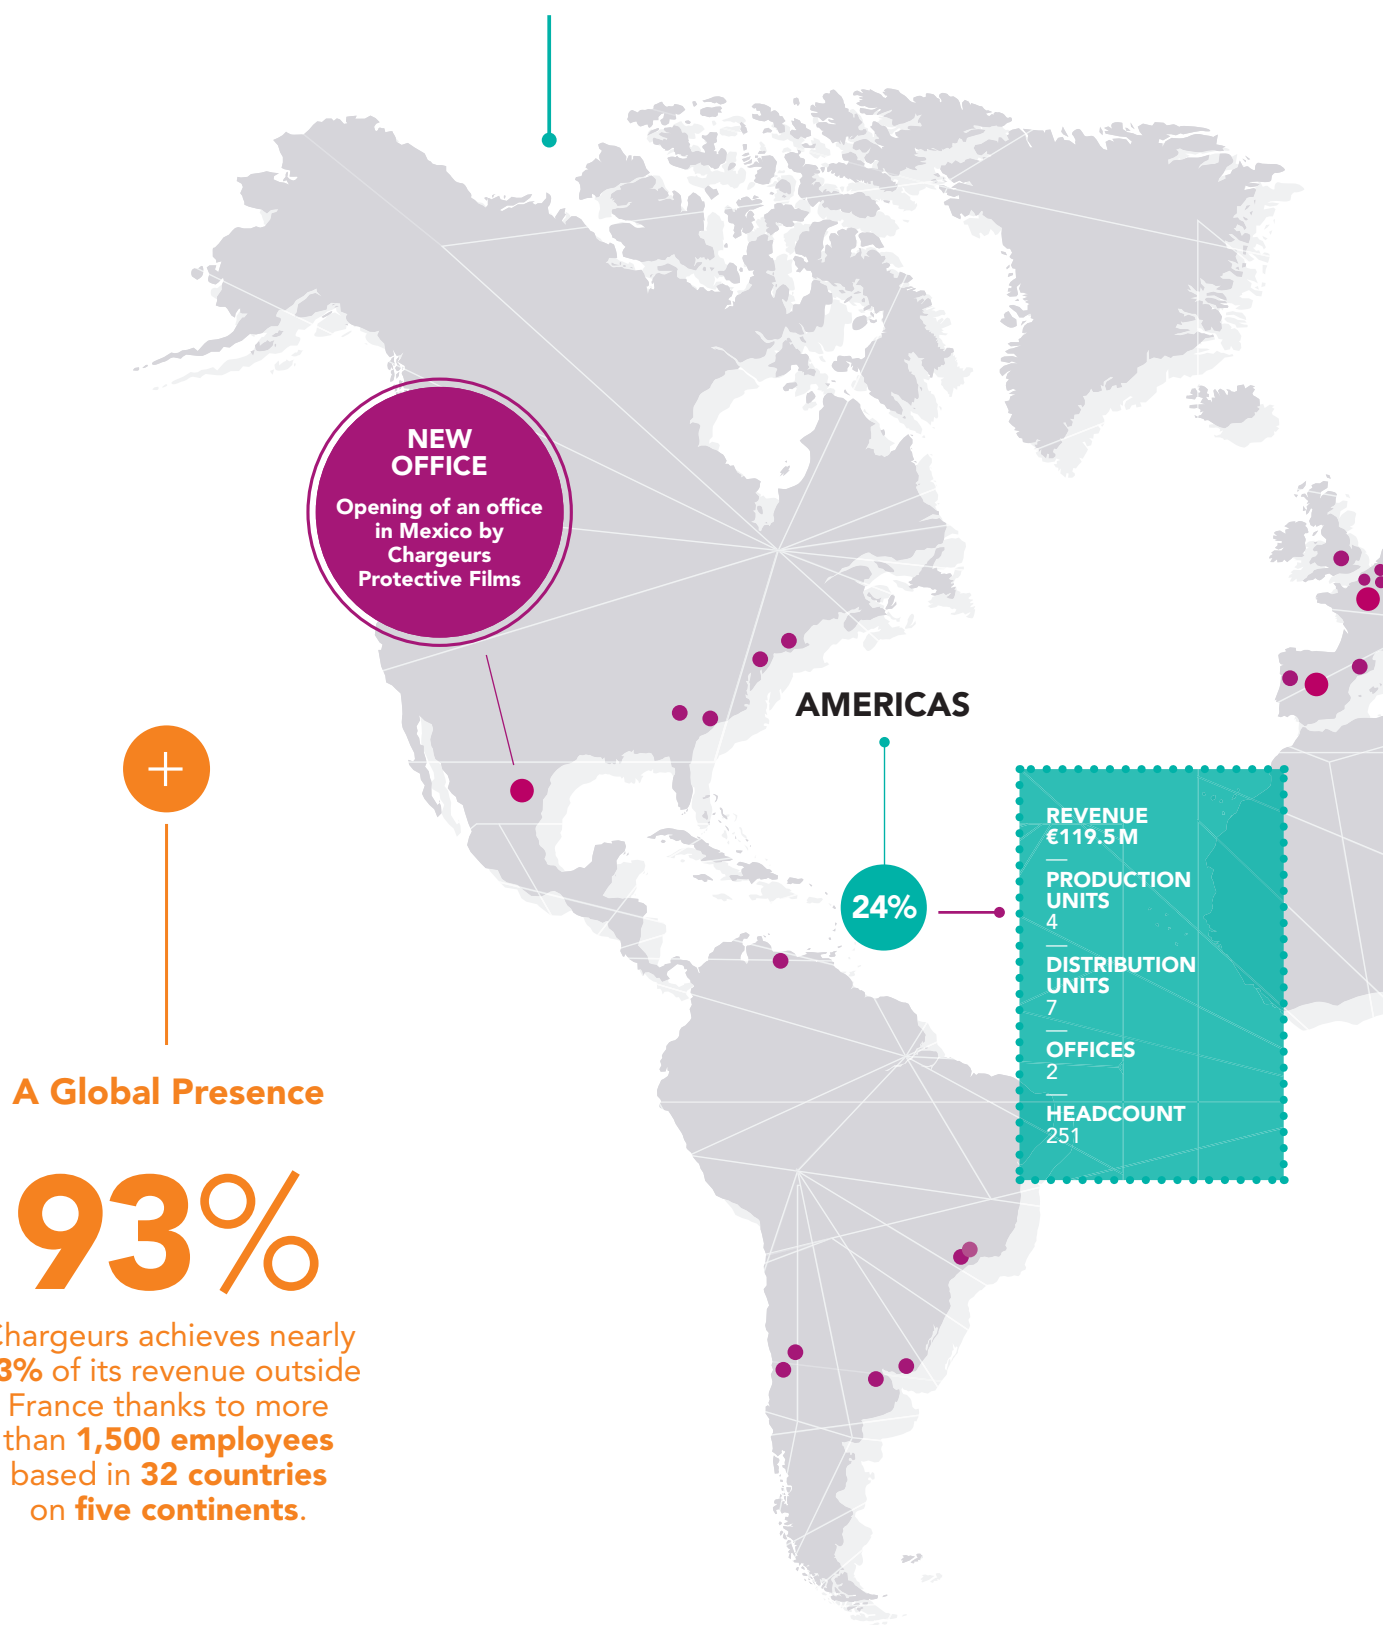 NEW
OFFICE
Opening of an office
in Mexico by
Chargeurs
Protective Films
AMERICAS
24%
REVENUE
€119.5 M
PRODUCTION
UNITS
4
DISTRIBUTION
UNITS
7
OFFICES
2
HEADCOUNT
251
A Global Presence
93%
Chargeurs achieves nearly
3% of its revenue outside
France thanks to more
than 1,500 employees
based in 32 countries
on five continents.